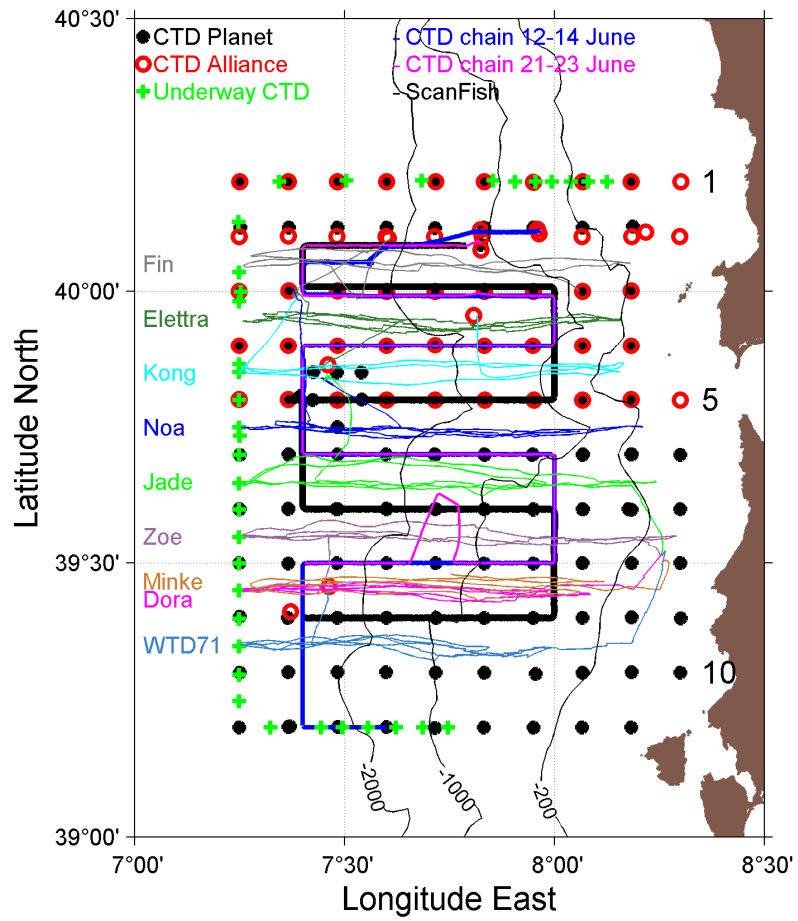 40°30'
CTD Planet
CTD Alliance
Underway CTD
CTD chain 12-14 June
CTD chain 21-23 June
ScanFish
1
Fin
40°00'
Elettra
Kong
5
Noa
Jade
Zoe
39°30'
Minke
Dora
WTD71
10
-2000
-1000
-200
39°00'
7°00'
7°30'
8°00'
8°30'
Latitude North
Longitude East